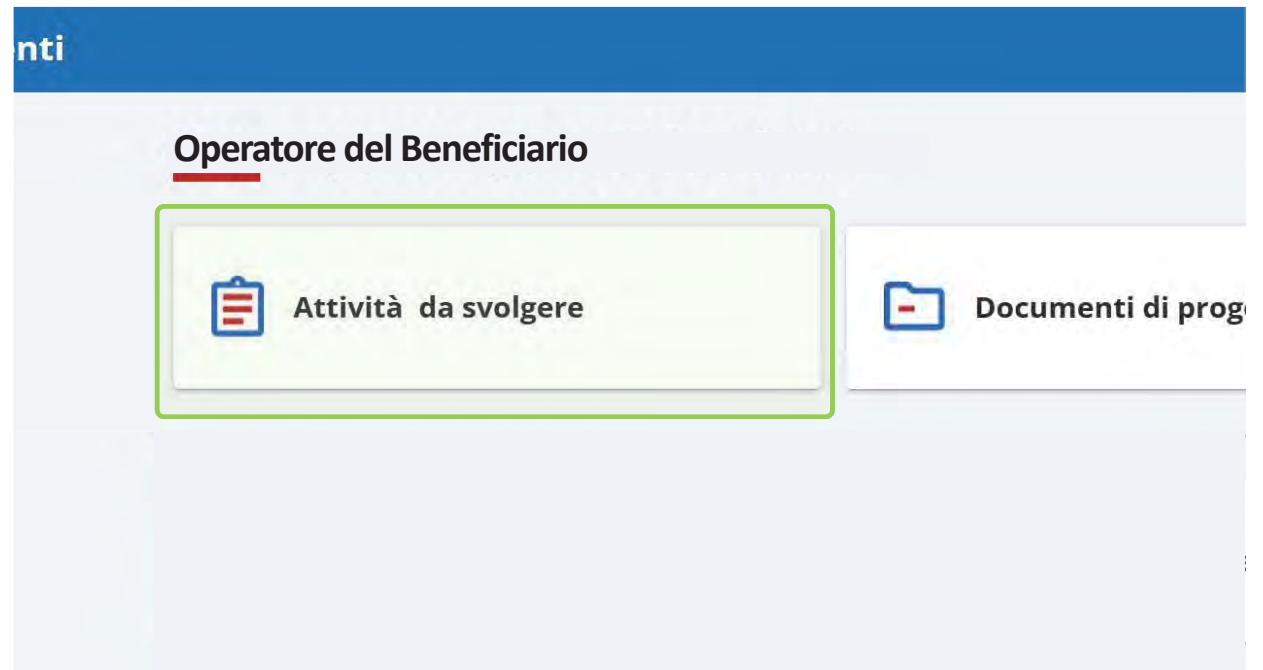 nti
Operatore del Beneficiario
Attività da svolgere
Documenti di prog